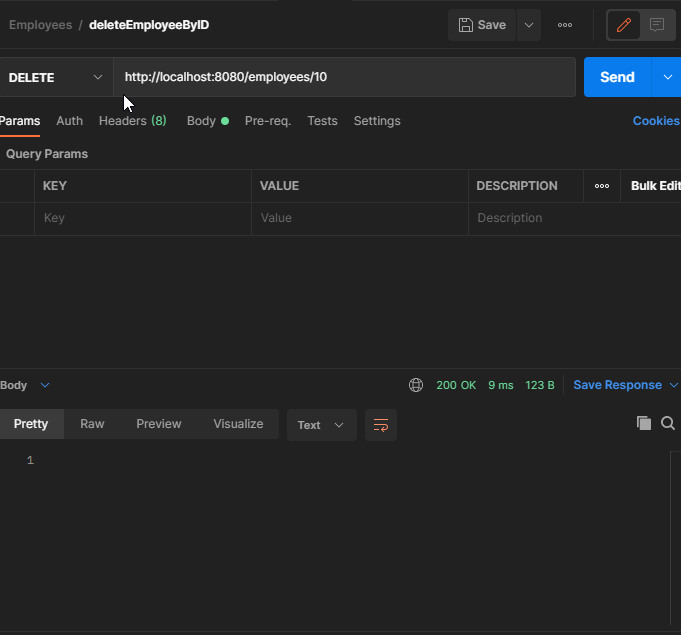 Employees / deleteEmployeeByID Save
DELETE http://localhost:8080/employees/10 Send
Params Auth Headers (8) Body Pre-req. Tests Settings Cookies
Query Params
KEY VALUE DESCRIPTION Bulk Edit
Key Value Description
Body 200 OK 9 ms 123 B Save Response
Pretty Raw Preview Visualize Text
1